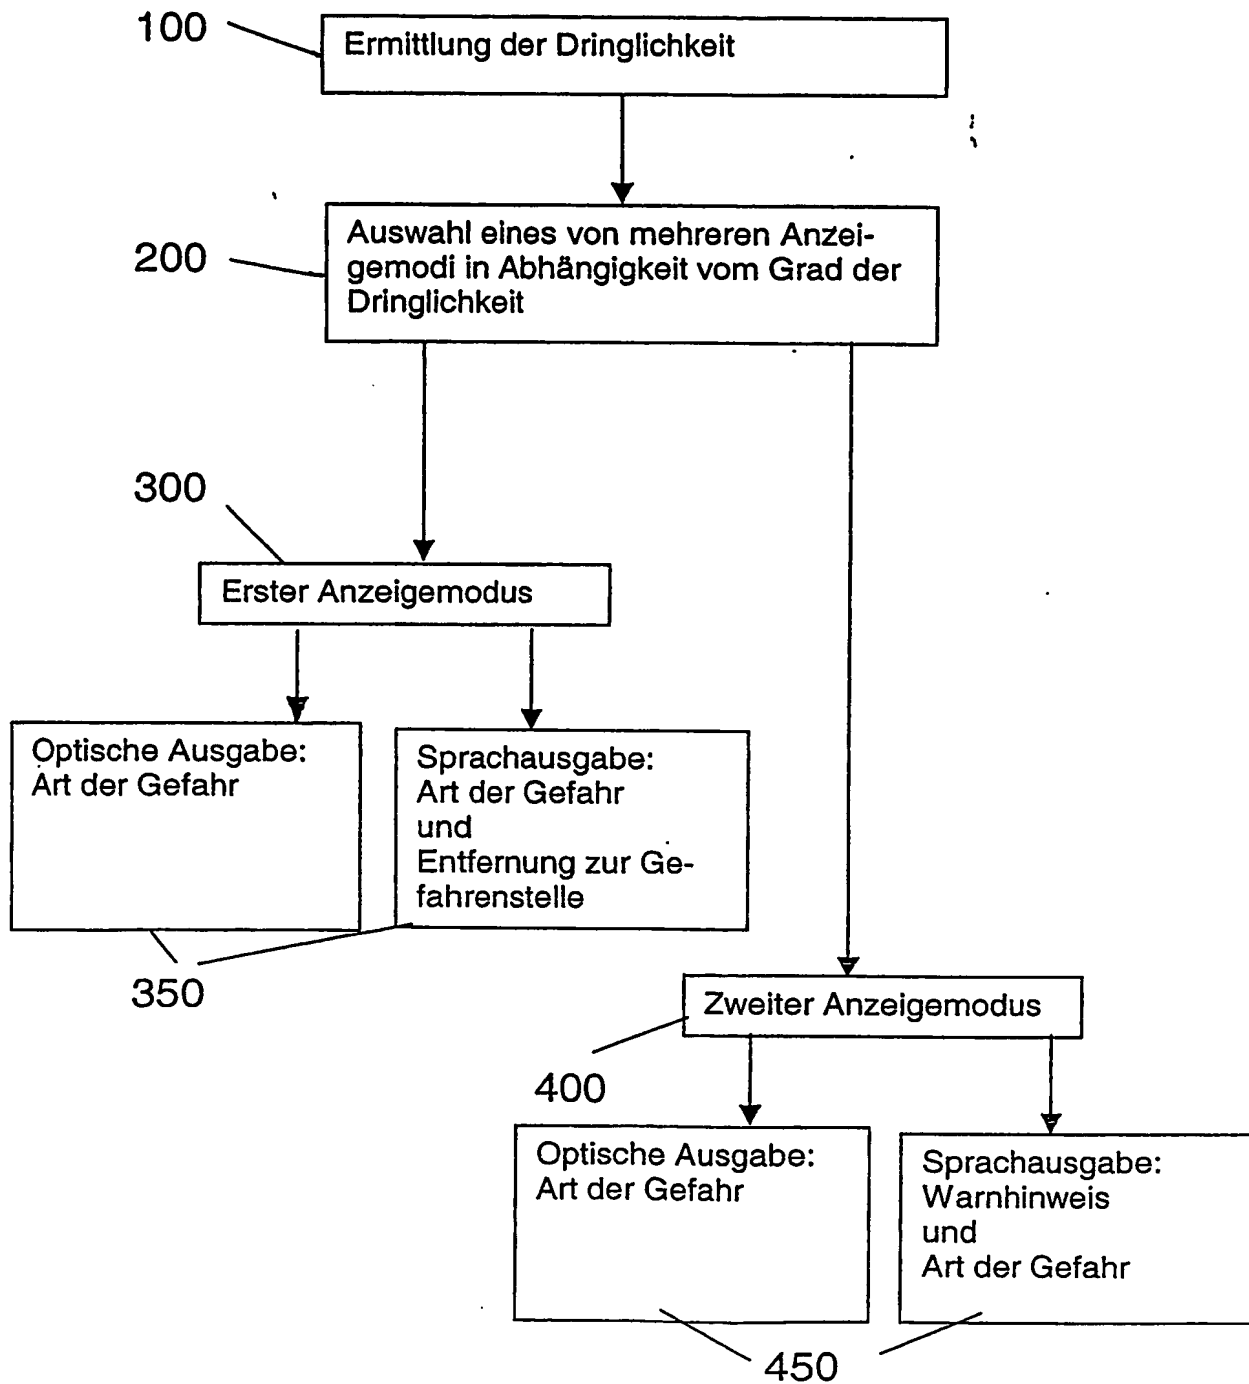 100
Ermittlung der Dringlichkeit
200
Auswahl eines von mehreren Anzei-
gemodi in Abhängigkeit vom Grad der
Dringlichkeit
300
Erster Anzeigemodus
Optische Ausgabe:
Art der Gefahr
Sprachausgabe:
Art der Gefahr
und
Entfernung zur Ge-
fahrenstelle
350
Zweiter Anzeigemodus
400
Optische Ausgabe:
Art der Gefahr
Sprachausgabe:
Warnhinweis
und
Art der Gefahr
450